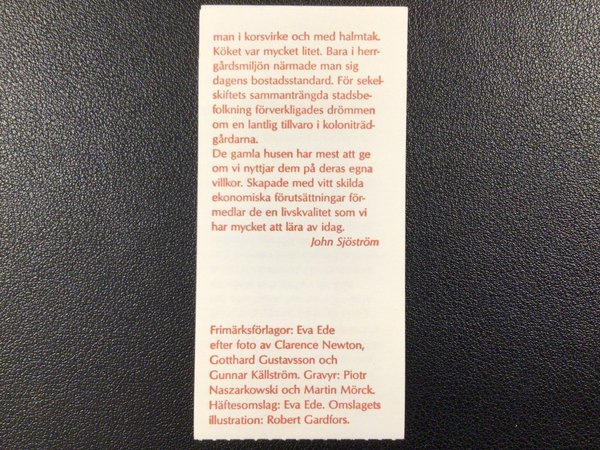 man i korsvirke och med halmtak.
Köket var mycket litet. Bara i herr-
gårdsmiljön närmade man sig
dagens bostadsstandard. För sekel-
skiftets sammanträngda stadsbe-
folkning förverkligades drömmen
om en lantlig tillvaro i koloniträd-
gårdarna.
De gamla husen har mest att ge
om vi nyttjar dem på deras egna
villkor. Skapade med vitt skilda
ekonomiska förutsättningar för-
medlar de en livskvalitet som vi
har mycket att lära av idag.
John Sjöström
Frimärksförlagor: Eva Ede
efter foto av Clarence Newton,
Gotthard Gustavsson och
Gunnar Källström. Gravyr: Piotr
Naszarkowski och Martin Mörck.
Häftesomslag: Eva Ede. Omslagets
illustration: Robert Gardfors.